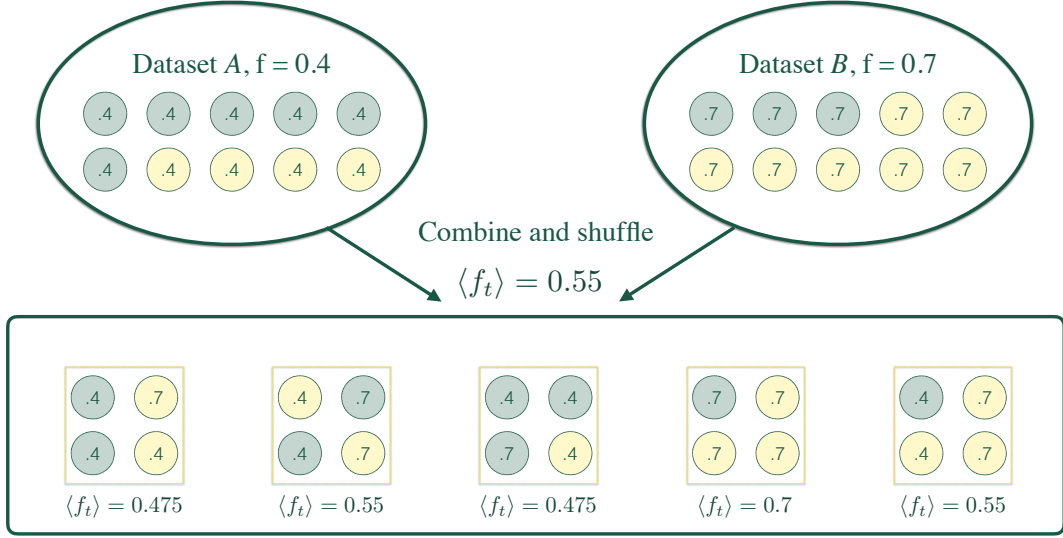 Dataset A, f = 0.4
.4 .4 .4 .4 .4
.4 .4 .4 .4 .4
Dataset B, f = 0.7
.7 .7 .7 .7 .7
.7 .7 .7 .7 .7
Combine and shuffle
⟨f_t⟩ = 0.55
.4 .7
.4 .4
⟨f_t⟩ = 0.475
.4 .7
.4 .7
⟨f_t⟩ = 0.55
.4 .4
.7 .4
⟨f_t⟩ = 0.475
.7 .7
.7 .7
⟨f_t⟩ = 0.7
.4 .7
.4 .7
⟨f_t⟩ = 0.55